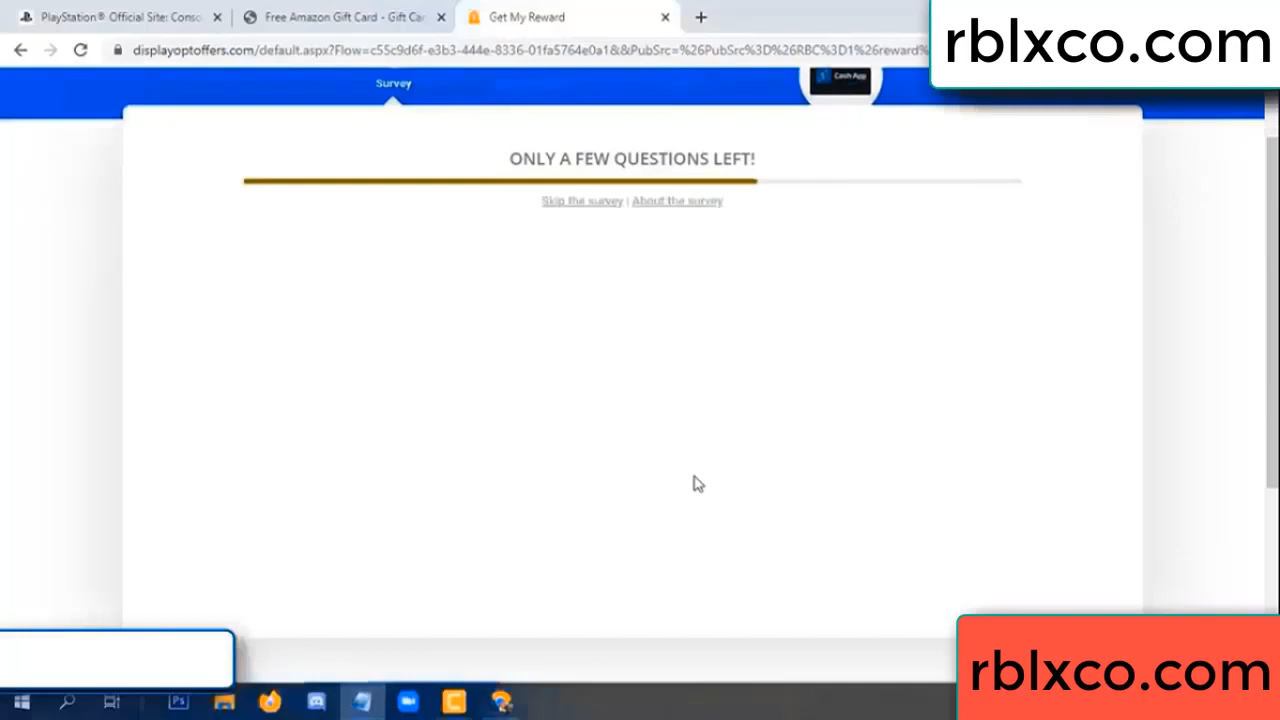 PlayStation® Official Site: Conso
Free Amazon Gift Card - Gift Car
Get My Reward
rblxco.com
displayoptoffers.com/default.aspx?Flow=c55c9d6f-e3b3-444e-8336-01fa5764e0a1&&PubSrc=%26PubSrc%3D%26RBC%3D1%26reward%
Survey
Cash App
ONLY A FEW QUESTIONS LEFT!
Skip the survey | About the survey
rblxco.com
Ps